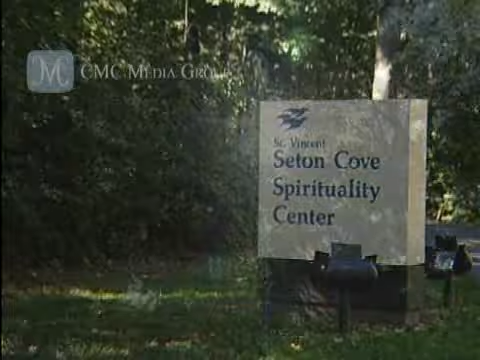 CMC Media Group
St. Vincent
Seton Cove
Spirituality
Center